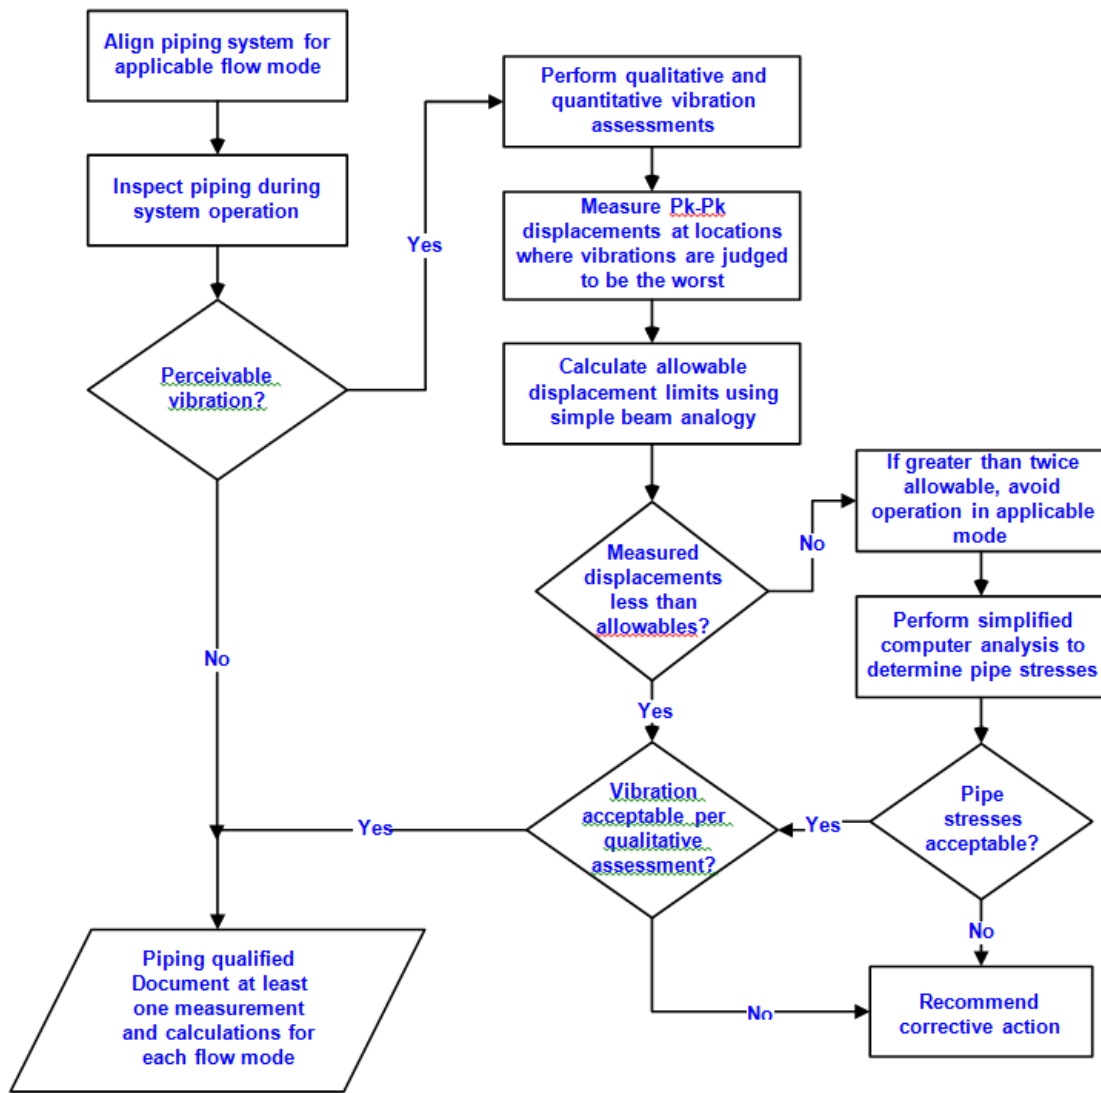 Align piping system for
applicable flow mode
Inspect piping during
system operation
Perceivable
vibration?
Yes
No
Perform qualitative and
quantitative vibration
assessments
Measure Pk-Pk
displacements at locations
where vibrations are judged
to be the worst
Calculate allowable
displacement limits using
simple beam analogy
Measured
displacements
less than
allowables?
No
Yes
If greater than twice
allowable, avoid
operation in applicable
mode
Perform simplified
computer analysis to
determine pipe stresses
Pipe
stresses
acceptable?
Yes
No
Vibration
acceptable per
qualitative
assessment?
Yes
No
Piping qualified
Document at least
one measurement
and calculations for
each flow mode
Recommend
corrective action